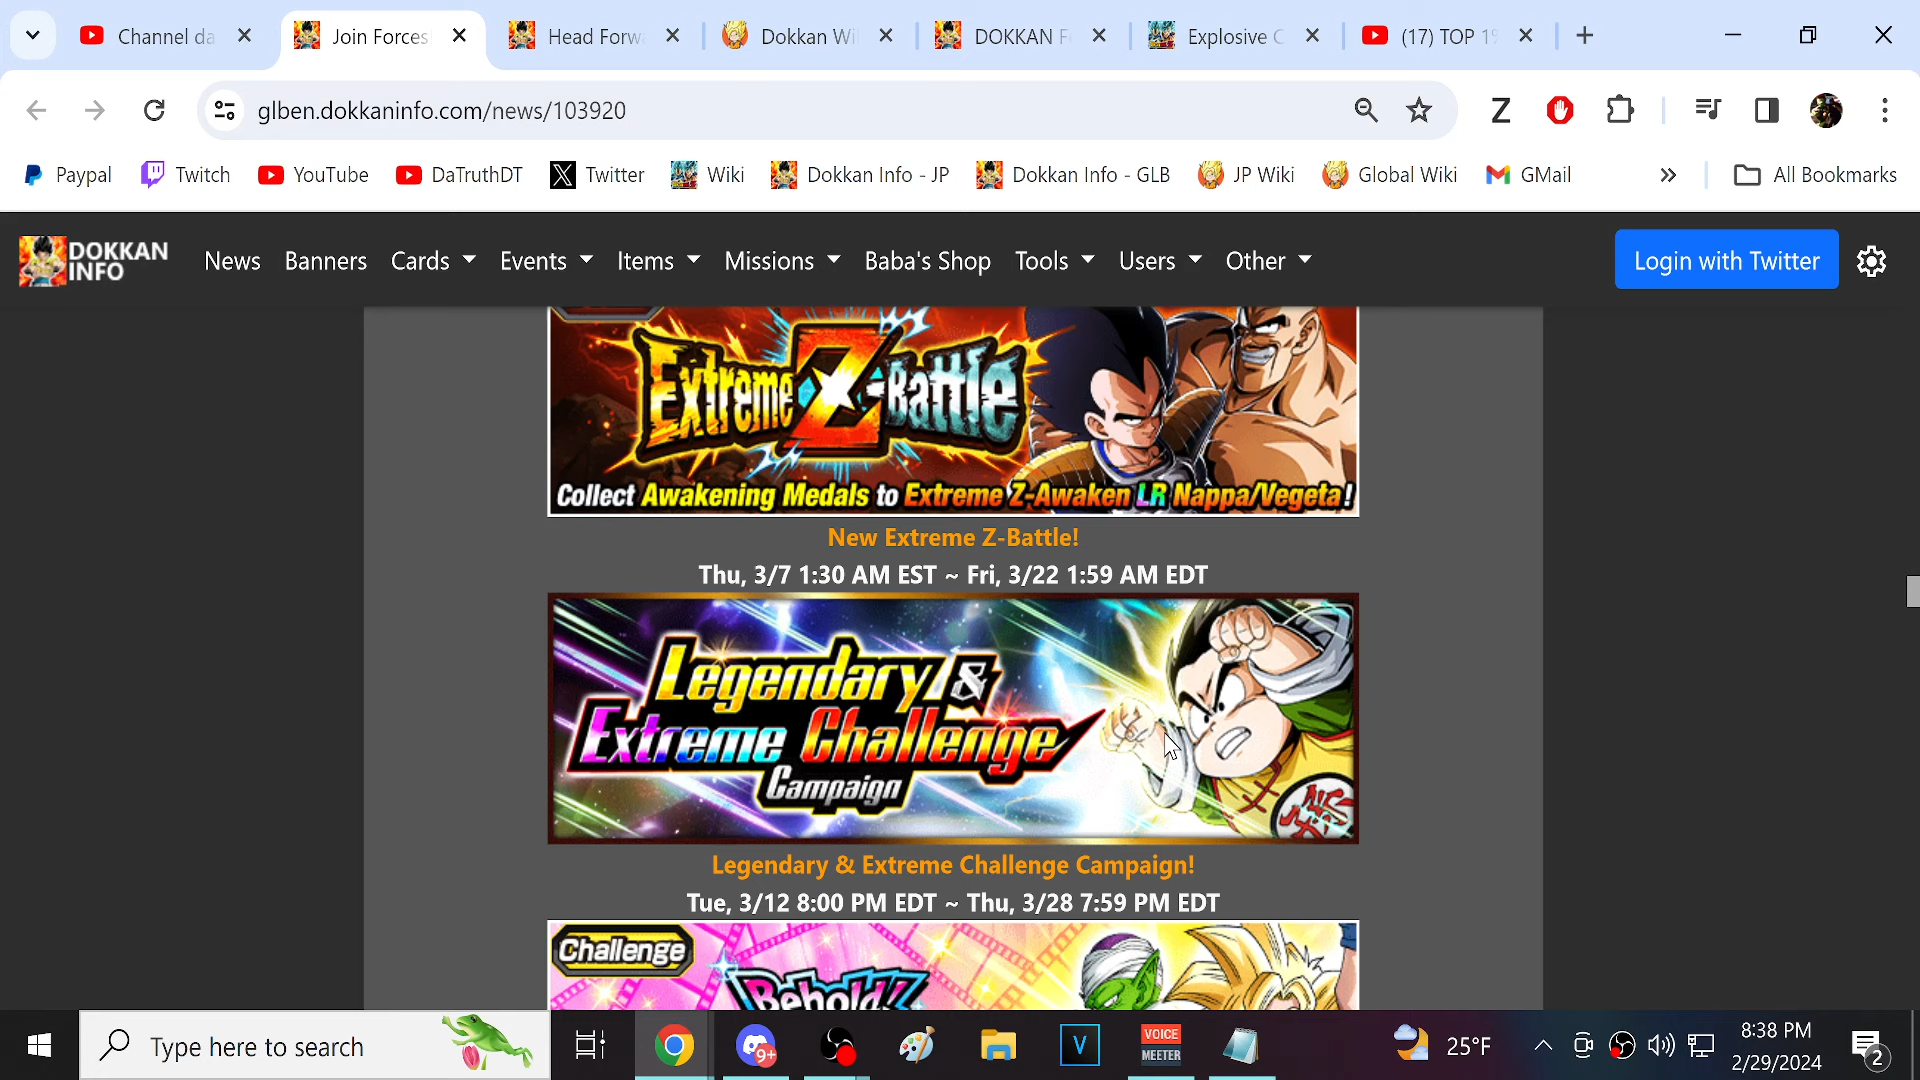 Channel da
Join Forces
Head Forw
Dokkan Wi
DOKKAN F
Explosive C
(17) TOP 1
glben.dokkaninfo.com/news/103920
Z
Paypal
Twitch
YouTube
DaTruthDT
Twitter
Wiki
Dokkan Info - JP
Dokkan Info - GLB
JP Wiki
Global Wiki
GMail
All Bookmarks
DOKKAN
INFO
News
Banners
Cards
Events
Items
Missions
Baba's Shop
Tools
Users
Other
Login with Twitter
Extreme Z-Battle
Collect Awakening Medals to Extreme Z-Awaken LR Nappa/Vegeta!
New Extreme Z-Battle!
Thu, 3/7 1:30 AM EST ~ Fri, 3/22 1:59 AM EDT
Legendary &
Extreme Challenge
Campaign
Legendary & Extreme Challenge Campaign!
Tue, 3/12 8:00 PM EDT ~ Thu, 3/28 7:59 PM EDT
Challenge
Behold!
Type here to search
9+
V
VOICE
MEETER
25°F
8:38 PM
2/29/2024
2